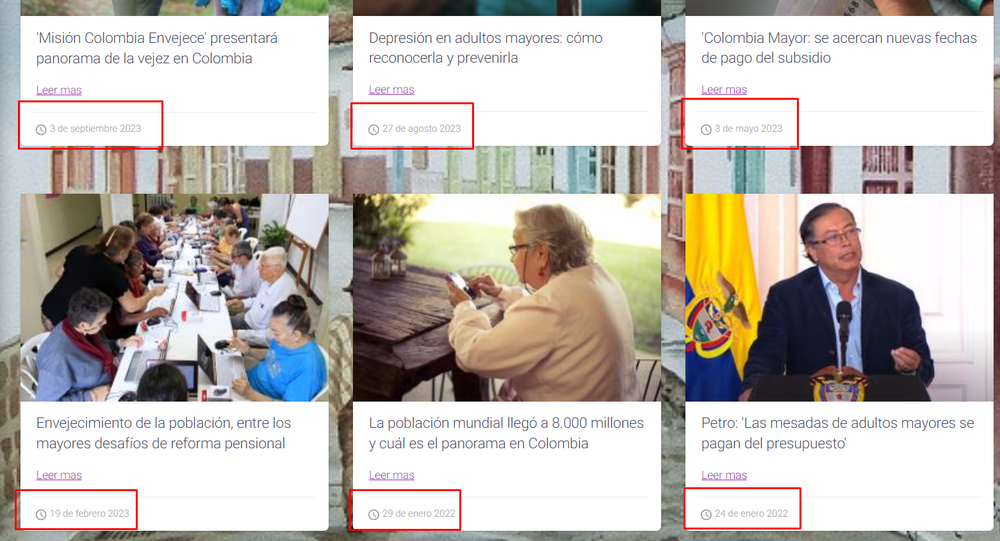 'Misión Colombia Envejece' presentará
panorama de la vejez en Colombia
Leer mas
3 de septiembre 2023
Depresión en adultos mayores: cómo
reconocerla y prevenirla
Leer mas
27 de agosto 2023
'Colombia Mayor: se acercan nuevas fechas
de pago del subsidio
Leer mas
3 de mayo 2023
Envejecimiento de la población, entre los
mayores desafíos de reforma pensional
Leer mas
19 de febrero 2023
La población mundial llegó a 8.000 millones
y cuál es el panorama en Colombia
Leer mas
29 de enero 2022
Petro: 'Las mesadas de adultos mayores se
pagan del presupuesto'
Leer mas
24 de enero 2022